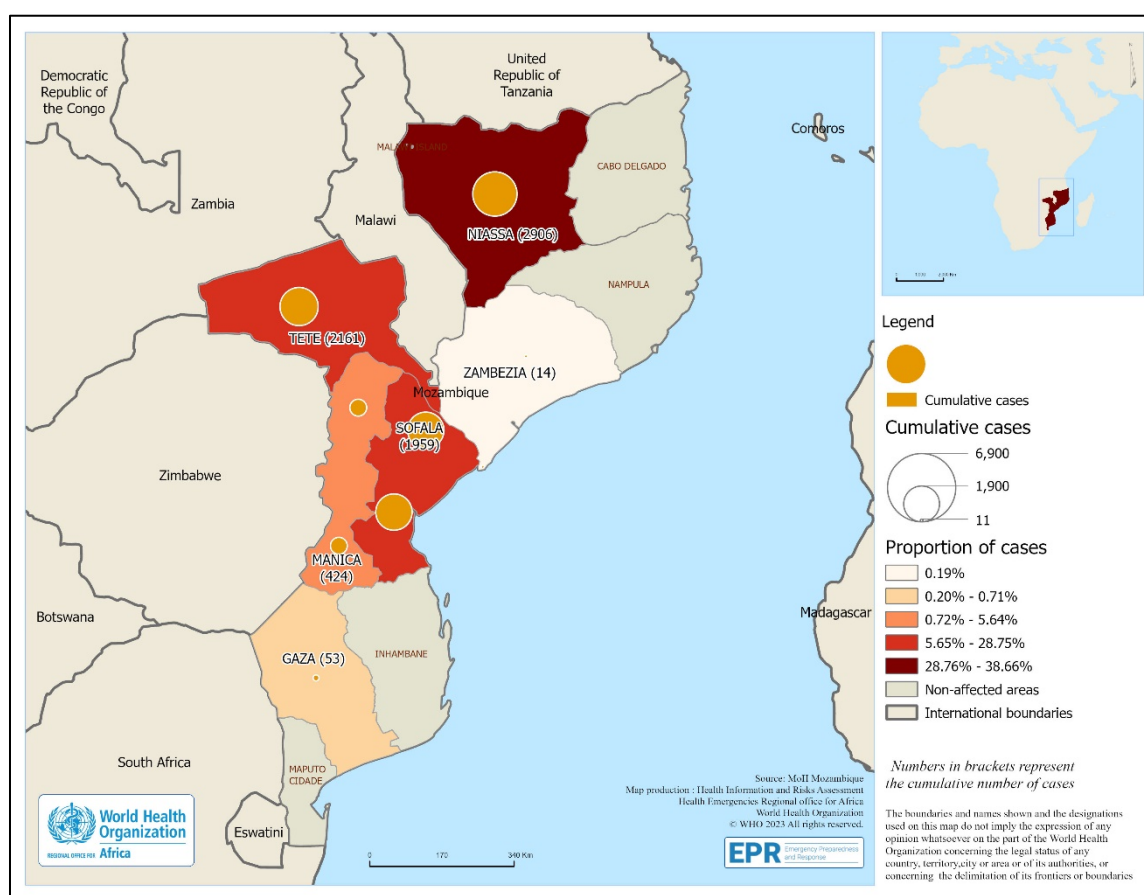 Democratic
Republic of
the Congo
United
Republic of
Tanzania
Comoros
Zambia
Malawi
CABO DELGADO
NIASSA (2906)
NAMPULA
TETE (2161)
ZAMBEZIA (14)
Mozambique
SOFALA
(1959)
Zimbabwe
MANICA
(424)
Botswana
Madagascar
GAZA (53)
INHAMBANE
South Africa
MAPUTO
CIDADE
Eswatini
World Health
Organization
REGIONAL OFFICE FOR Africa
0 170 340 Km
Source: MoH Mozambique
Map production : Health Information and Risks Assessment
Health Emergencies Regional office for Africa
World Health Organization
© WHO 2023 All rights reserved.
EPR Emergency Preparedness
and Response
Legend
Cumulative cases
Cumulative cases
6,900
1,900
11
Proportion of cases
0.19%
0.20% - 0.71%
0.72% - 5.64%
5.65% - 28.75%
28.76% - 38.66%
Non-affected areas
International boundaries
Numbers in brackets represent
the cumulative number of cases
The boundaries and names shown and the designations
used on this map do not imply the expression of any
opinion whatsoever on the part of the World Health
Organization concerning the legal status of any
country, territory,city or area or of its authorities, or
concerning the delimitation of its frontiers or boundaries